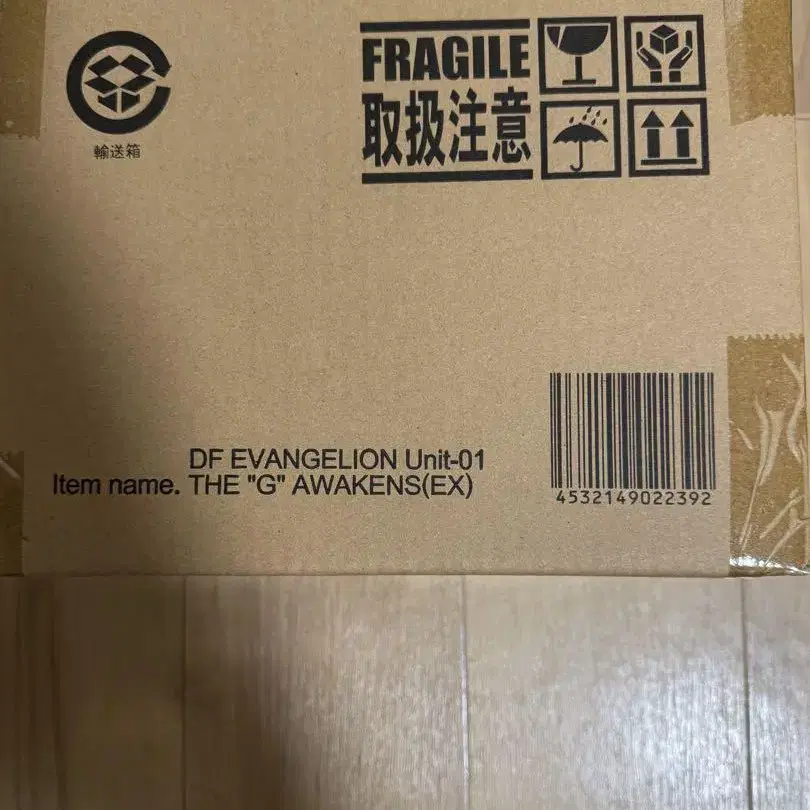 輸送箱
FRAGILE
取扱注意
DF EVANGELION Unit-01
Item name. THE "G" AWAKENS(EX)
4532149022392